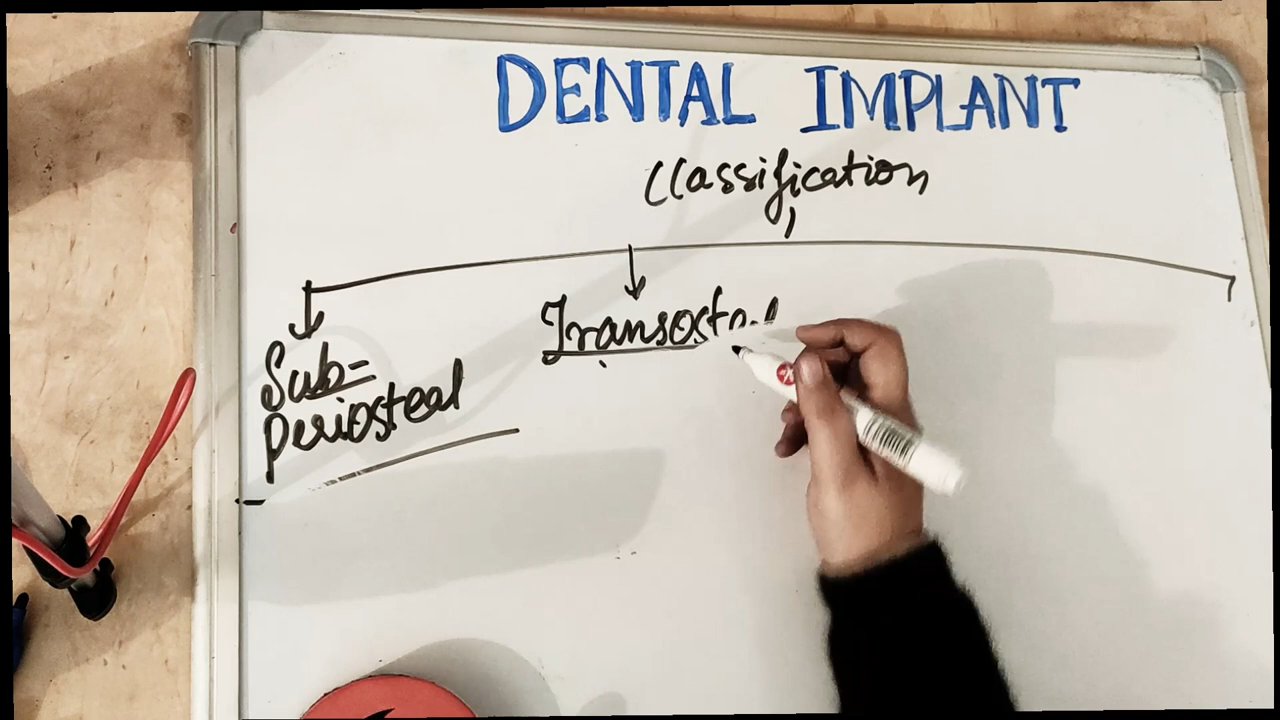 DENTAL IMPLANT
Classification
Sub-
Periosteal
Transosteal